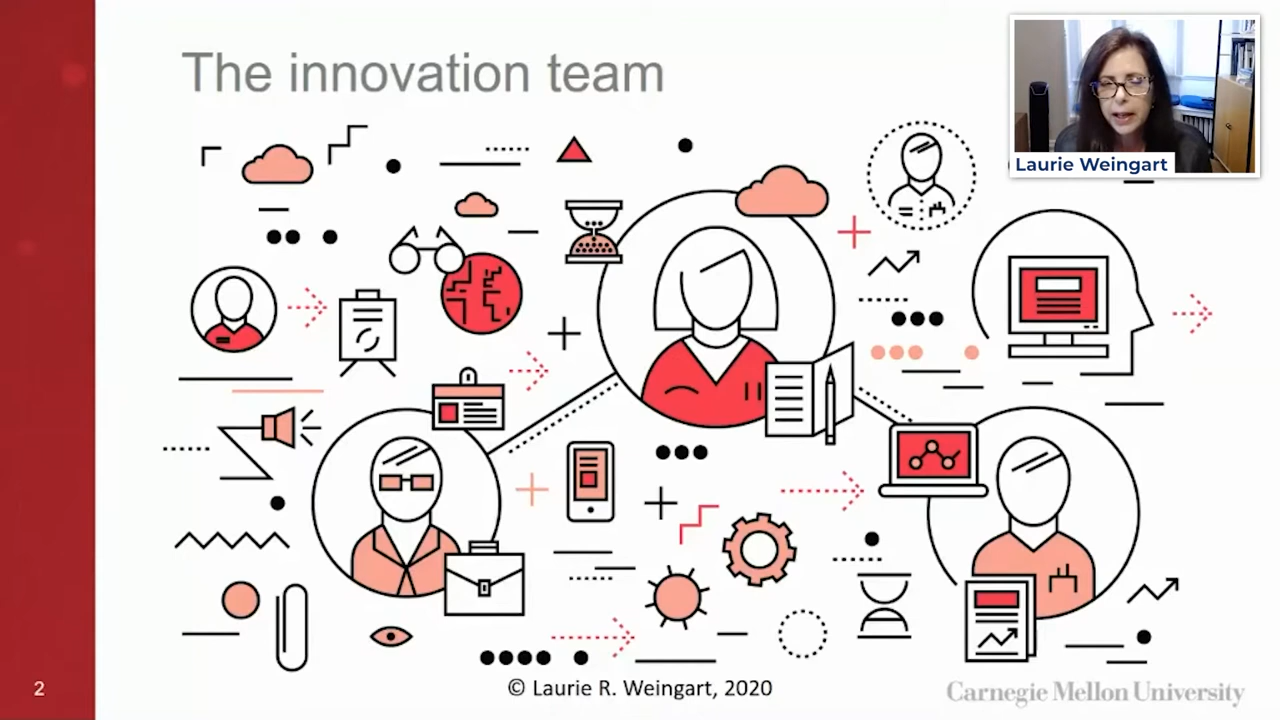 The innovation team
Laurie Weingart
2
© Laurie R. Weingart, 2020
Carnegie Mellon University